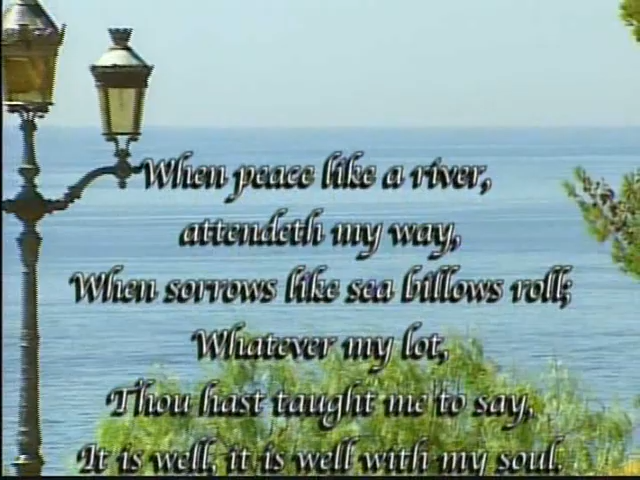 When peace like a river,
attendeth my way,
When sorrows like sea billows roll;
Whatever my lot,
Thou hast taught me to say,
It is well, it is well with my soul.